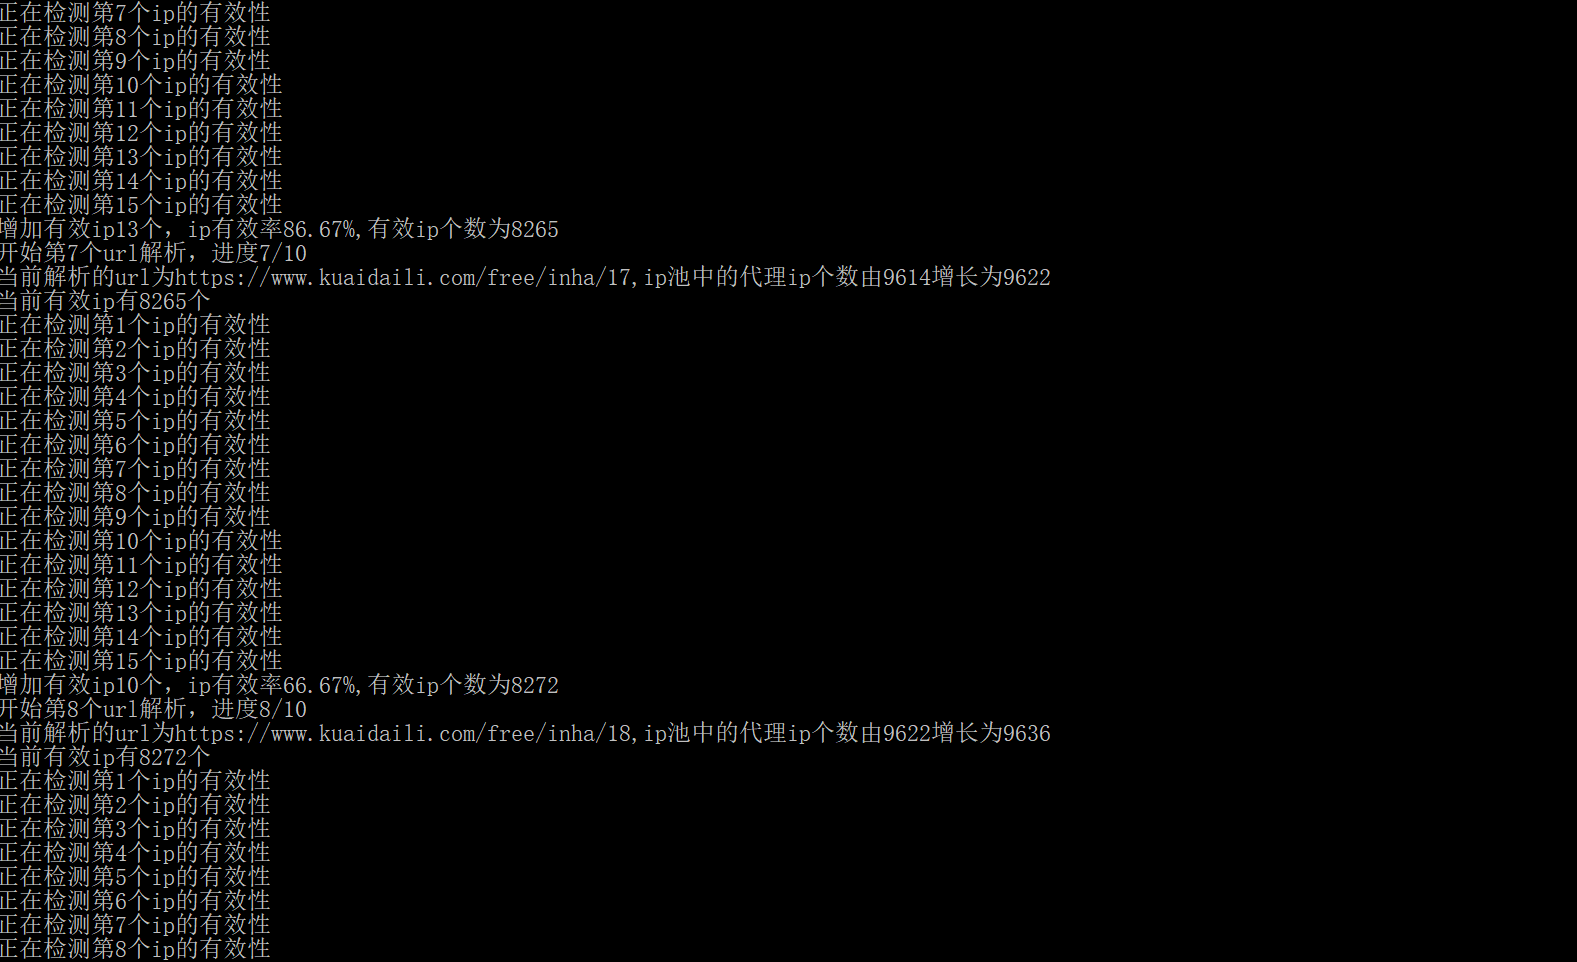 正在检测第7个ip的有效性
正在检测第8个ip的有效性
正在检测第9个ip的有效性
正在检测第10个ip的有效性
正在检测第11个ip的有效性
正在检测第12个ip的有效性
正在检测第13个ip的有效性
正在检测第14个ip的有效性
正在检测第15个ip的有效性
增加有效ip13个，ip有效率86.67%,有效ip个数为8265
开始第7个url解析，进度7/10
当前解析的url为https://www.kuaidaili.com/free/inha/17,ip池中的代理ip个数由9614增长为9622
当前有效ip有8265个
正在检测第1个ip的有效性
正在检测第2个ip的有效性
正在检测第3个ip的有效性
正在检测第4个ip的有效性
正在检测第5个ip的有效性
正在检测第6个ip的有效性
正在检测第7个ip的有效性
正在检测第8个ip的有效性
正在检测第9个ip的有效性
正在检测第10个ip的有效性
正在检测第11个ip的有效性
正在检测第12个ip的有效性
正在检测第13个ip的有效性
正在检测第14个ip的有效性
正在检测第15个ip的有效性
增加有效ip10个，ip有效率66.67%,有效ip个数为8272
开始第8个url解析，进度8/10
当前解析的url为https://www.kuaidaili.com/free/inha/18,ip池中的代理ip个数由9622增长为9636
当前有效ip有8272个
正在检测第1个ip的有效性
正在检测第2个ip的有效性
正在检测第3个ip的有效性
正在检测第4个ip的有效性
正在检测第5个ip的有效性
正在检测第6个ip的有效性
正在检测第7个ip的有效性
正在检测第8个ip的有效性